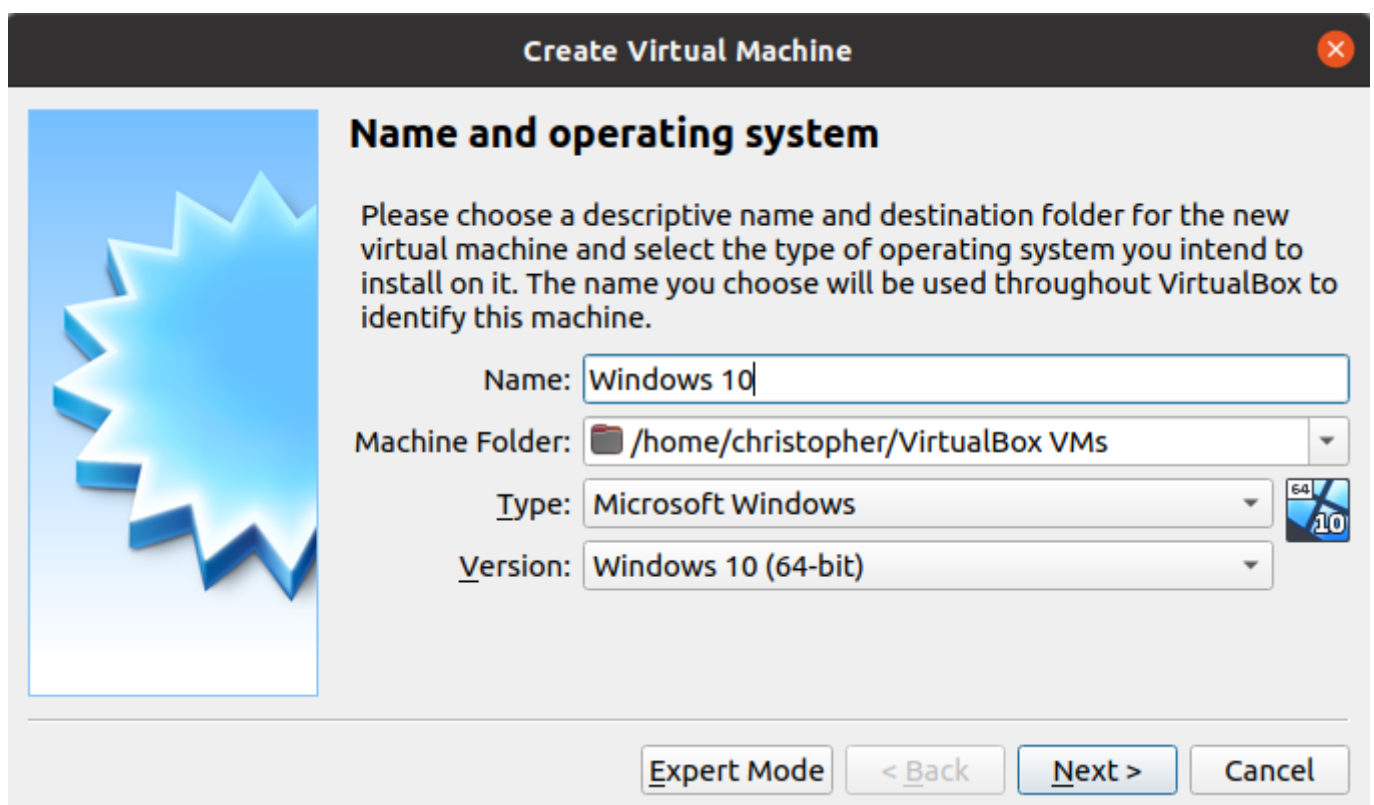 Create Virtual Machine
Name and operating system
Please choose a descriptive name and destination folder for the new
virtual machine and select the type of operating system you intend to
install on it. The name you choose will be used throughout VirtualBox to
identify this machine.
Name: Windows 10
Machine Folder: /home/christopher/VirtualBox VMs
Type: Microsoft Windows
64
10
Version: Windows 10 (64-bit)
Expert Mode < Back Next > Cancel